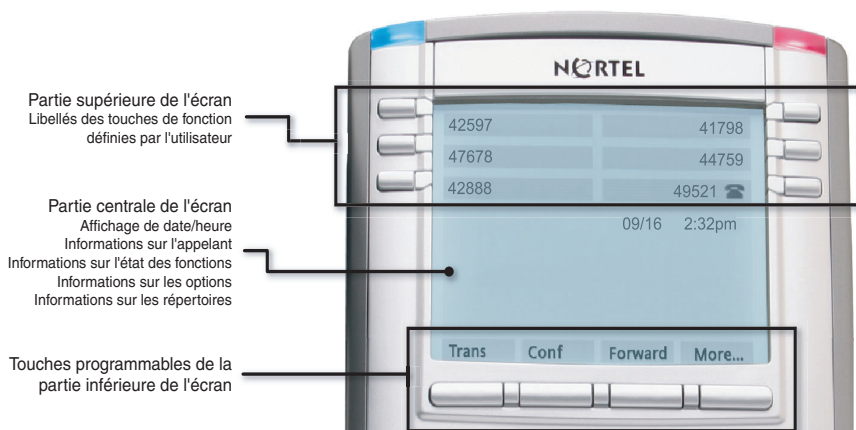 NORTEL
Partie supérieure de l'écran
Libellés des touches de fonction
définies par l'utilisateur
42597 41798
47678 44759
42888 49521
Partie centrale de l'écran
Affichage de date/heure
Informations sur l'appelant
Informations sur l'état des fonctions
Informations sur les options
Informations sur les répertoires
09/16 2:32pm
Touches programmables de la
partie inférieure de l'écran
Trans Conf Forward More...